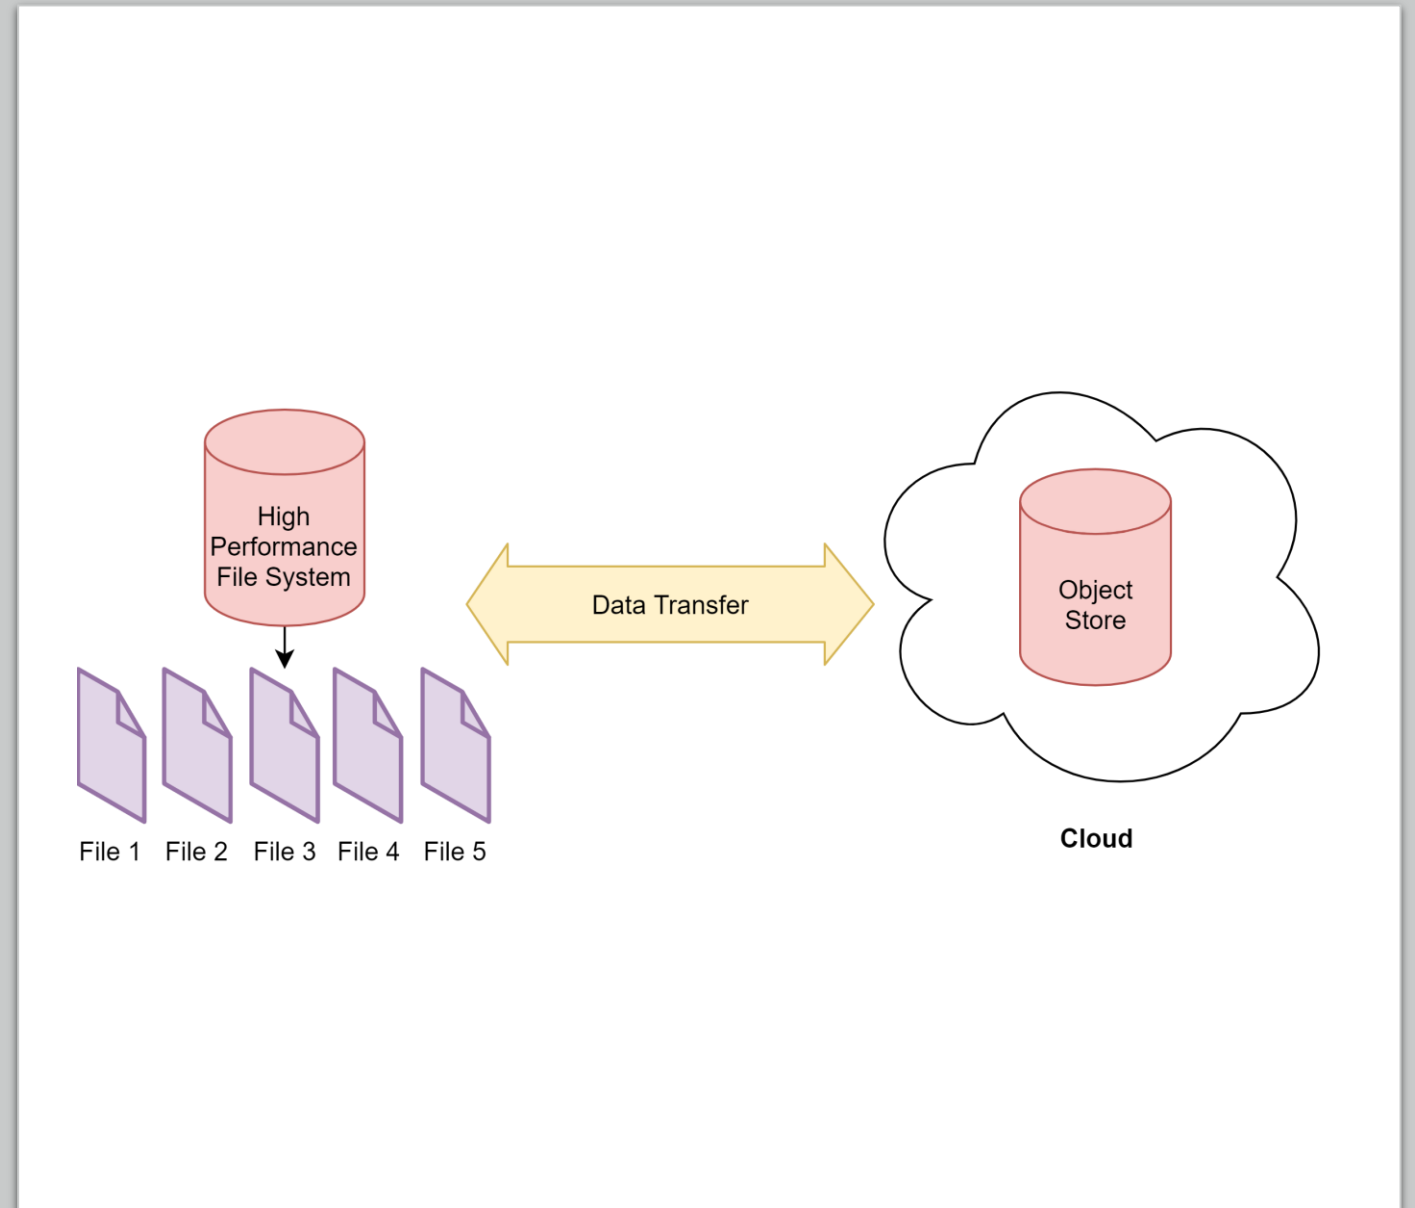 High
Performance
File System
Data Transfer
Object
Store
File 1
File 2
File 3
File 4
File 5
Cloud